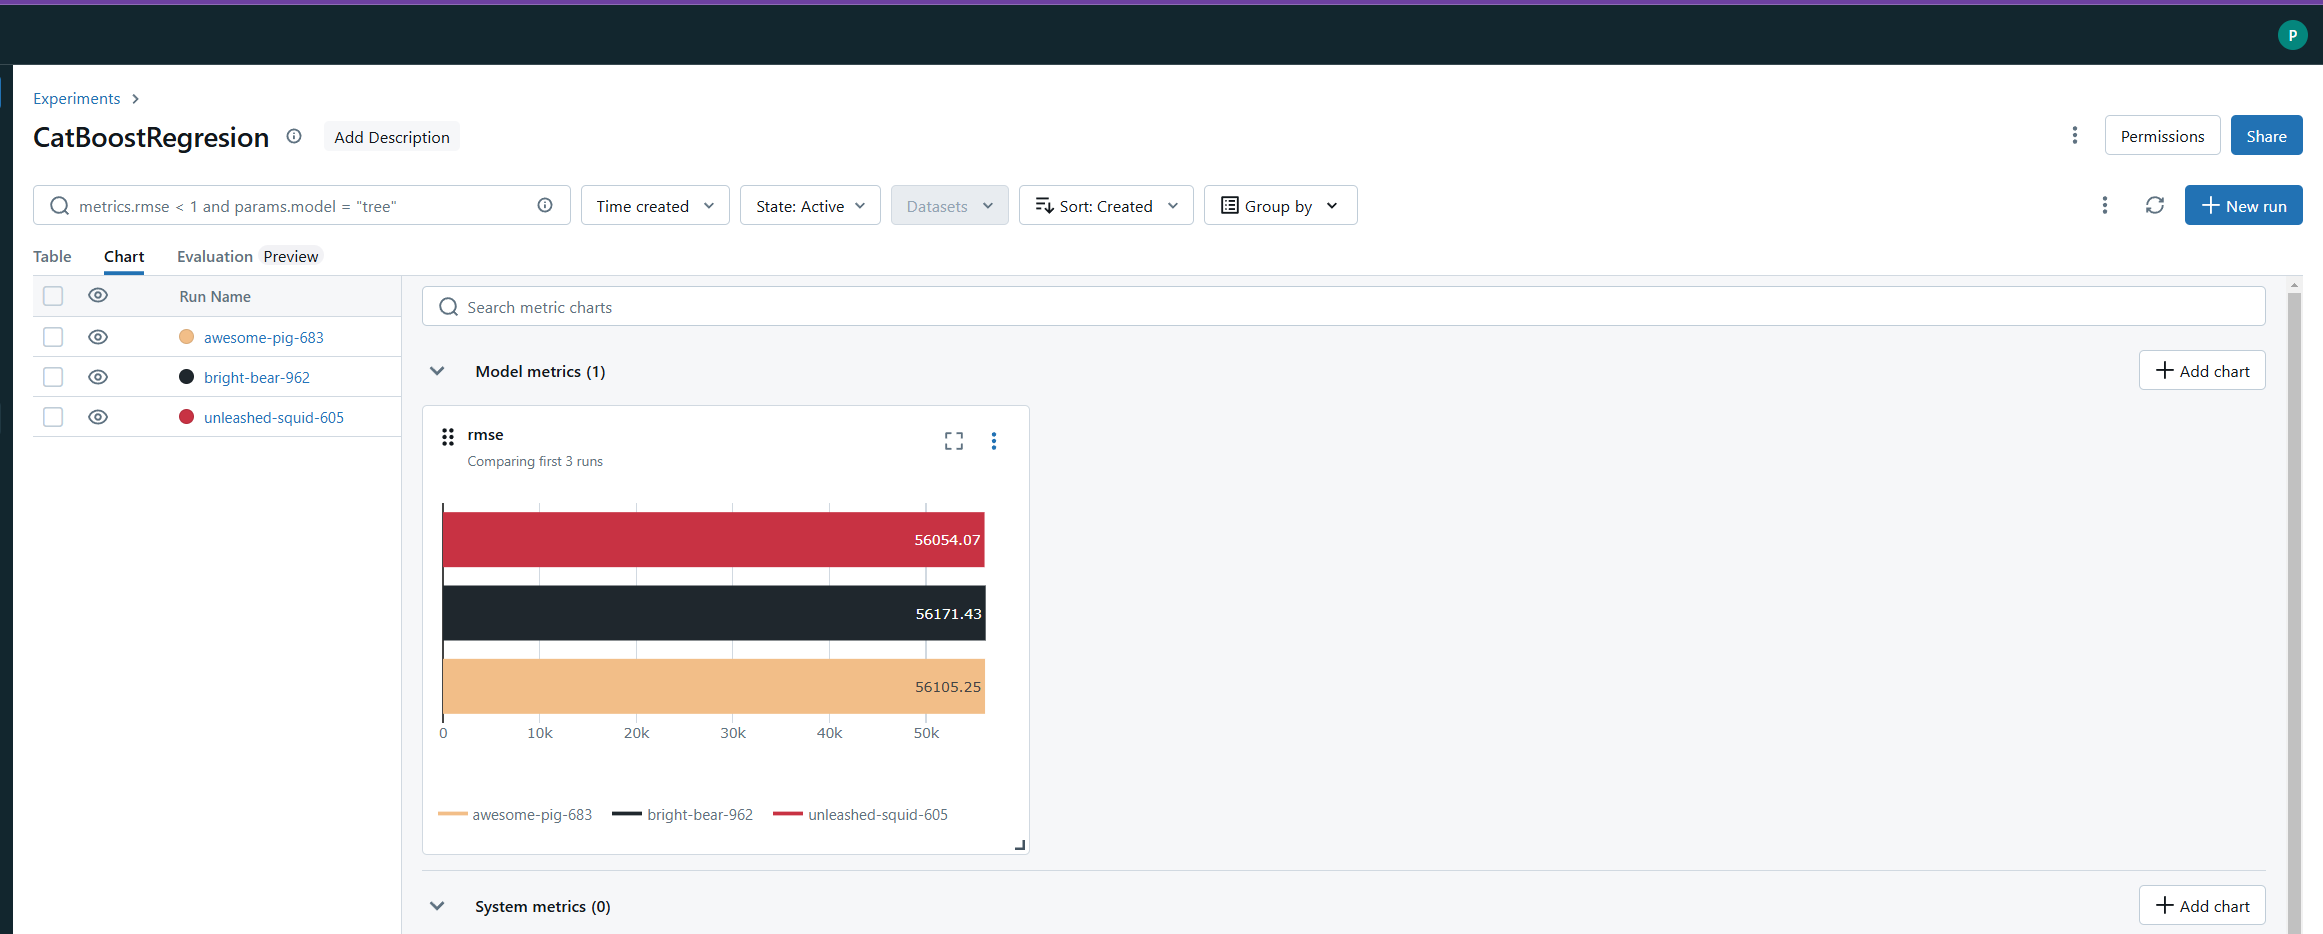 P
Experiments
CatBoostRegresion Add Description Permissions Share
metrics.rmse < 1 and params.model = "tree" Time created State: Active Datasets Sort: Created Group by New run
Table Chart Evaluation Preview
Run Name
awesome-pig-683
bright-bear-962
unleashed-squid-605
Search metric charts
Model metrics (1) Add chart
rmse
Comparing first 3 runs
56054.07
56171.43
56105.25
0 10k 20k 30k 40k 50k
awesome-pig-683 bright-bear-962 unleashed-squid-605
System metrics (0) Add chart